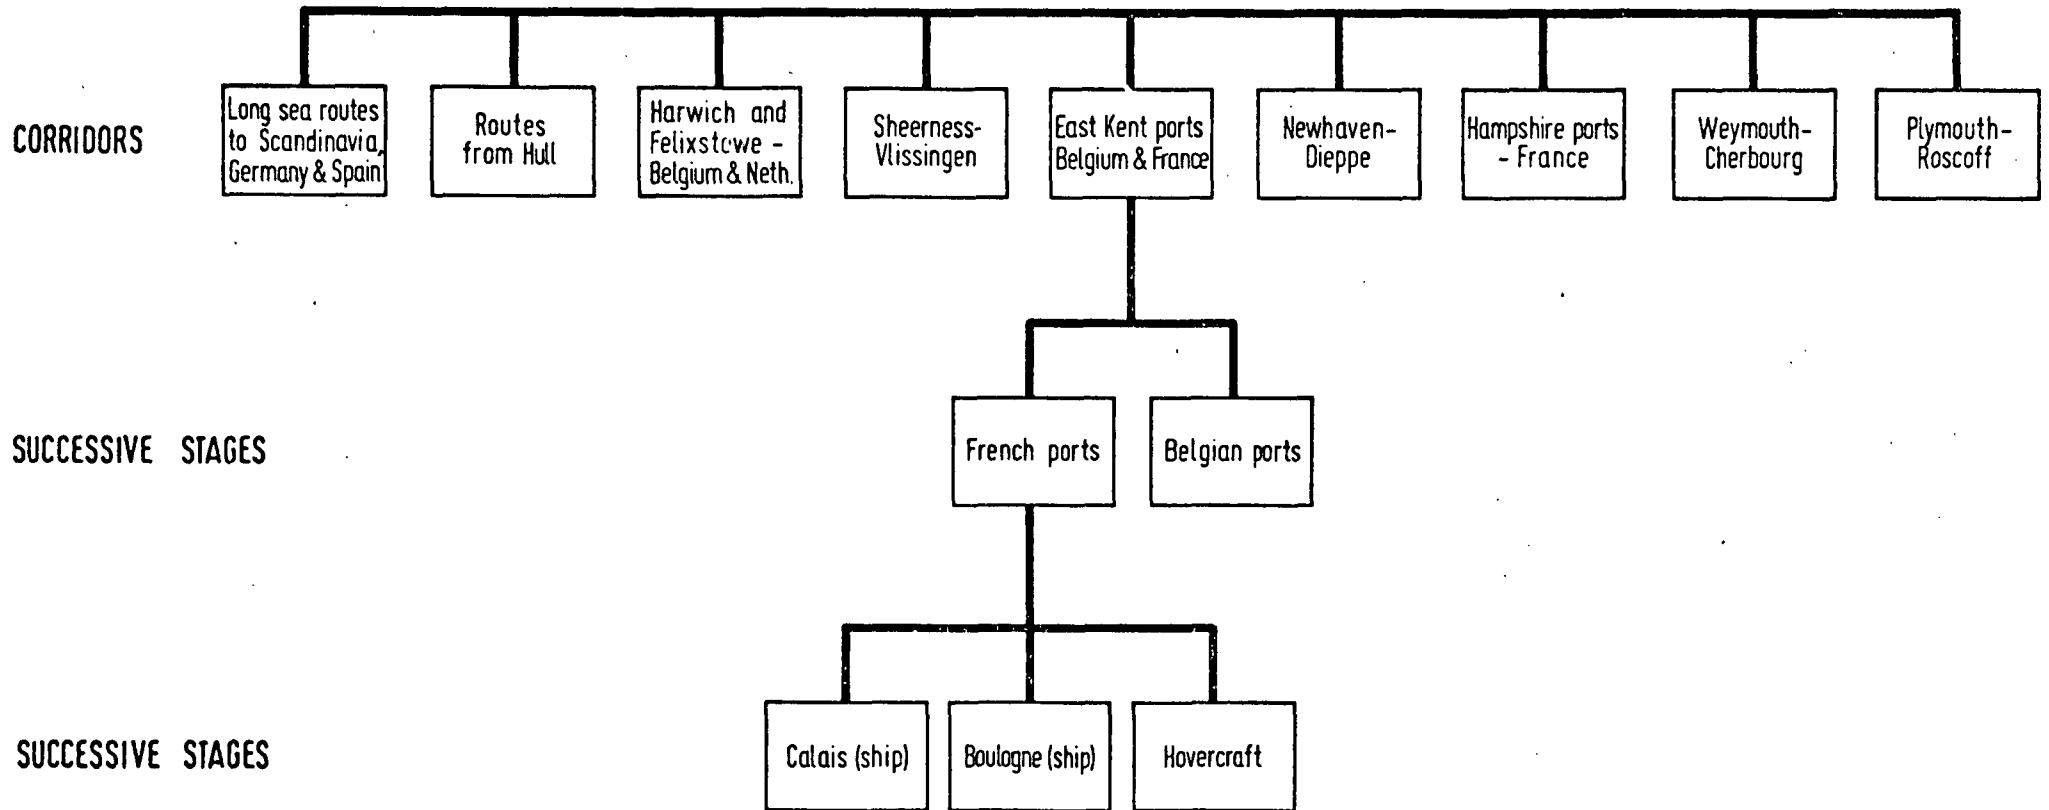 CORRIDORS
Long sea routes
to Scandinavia,
Germany & Spain
Routes
from Hull
Harwich and
Felixstowe -
Belgium & Neth.
Sheerness-
Vlissingen
East Kent ports
Belgium & France
Newhaven-
Dieppe
Hampshire ports
- France
Weymouth-
Cherbourg
Plymouth-
Roscoff
SUCCESSIVE STAGES
French ports
Belgian ports
SUCCESSIVE STAGES
Calais (ship)
Boulogne (ship)
Hovercraft